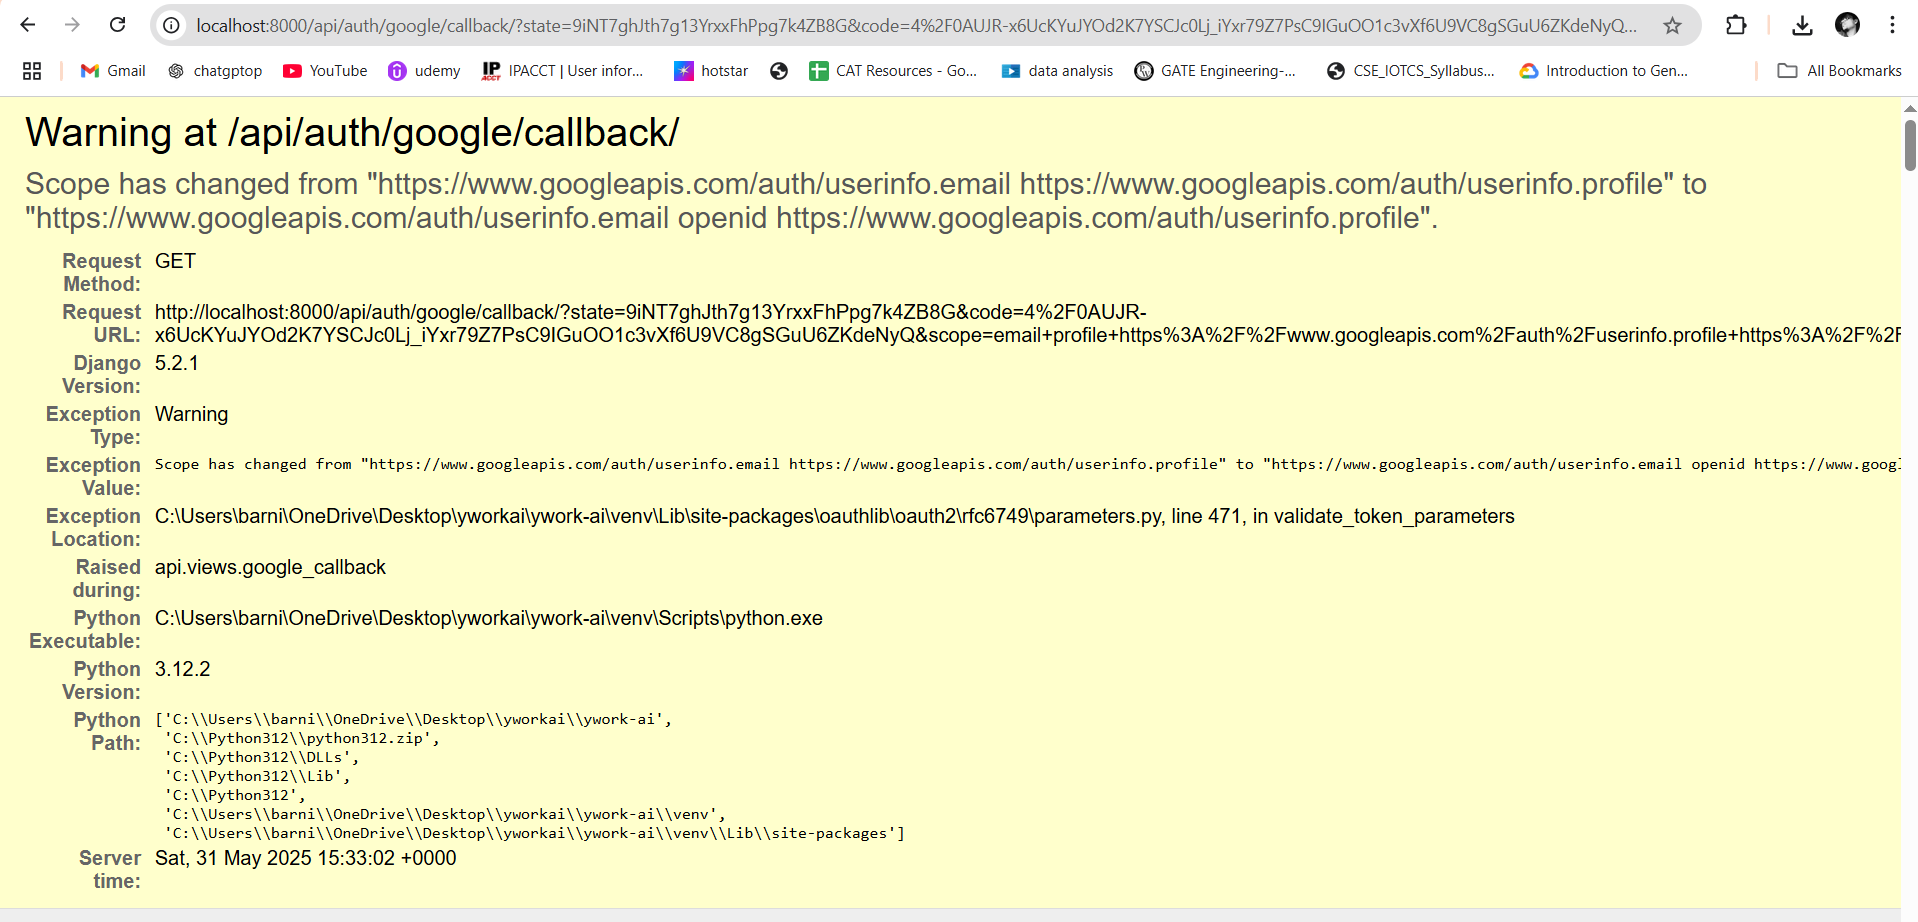 localhost:8000/api/auth/google/callback/?state=9iNT7ghJth7g13YrxxFhPpg7k4ZB8G&code=4%2F0AUJR-x6UcKYuJYOd2K7YSCJc0Lj_iYxr79Z7PsC9IGuOO1c3vXf6U9VC8gSGuU6ZKdeNyQ...
Gmail chatgptop YouTube udemy IPACCT | User infor... hotstar CAT Resources - Go... data analysis GATE Engineering-... CSE_IOTCS_Syllabus... Introduction to Gen... All Bookmarks
Warning at /api/auth/google/callback/
Scope has changed from "https://www.googleapis.com/auth/userinfo.email https://www.googleapis.com/auth/userinfo.profile" to
"https://www.googleapis.com/auth/userinfo.email openid https://www.googleapis.com/auth/userinfo.profile".
Request Method: GET
Request URL: http://localhost:8000/api/auth/google/callback/?state=9iNT7ghJth7g13YrxxFhPpg7k4ZB8G&code=4%2F0AUJR-
x6UcKYuJYOd2K7YSCJc0Lj_iYxr79Z7PsC9IGuOO1c3vXf6U9VC8gSGuU6ZKdeNyQ&scope=email+profile+https%3A%2F%2Fwww.googleapis.com%2Fauth%2Fuserinfo.profile+https%3A%2F%2F
Django Version: 5.2.1
Exception Type: Warning
Exception Value: Scope has changed from "https://www.googleapis.com/auth/userinfo.email https://www.googleapis.com/auth/userinfo.profile" to "https://www.googleapis.com/auth/userinfo.email openid https://www.googl
Exception Location: C:\Users\barni\OneDrive\Desktop\yworkai\ywork-ai\venv\Lib\site-packages\oauthlib\oauth2\rfc6749\parameters.py, line 471, in validate_token_parameters
Raised during: api.views.google_callback
Python Executable: C:\Users\barni\OneDrive\Desktop\yworkai\ywork-ai\venv\Scripts\python.exe
Python Version: 3.12.2
Python Path: ['C:\\Users\\barni\\OneDrive\\Desktop\\yworkai\\ywork-ai',
'C:\\Python312\\python312.zip',
'C:\\Python312\\DLLs',
'C:\\Python312\\Lib',
'C:\\Python312',
'C:\\Users\\barni\\OneDrive\\Desktop\\yworkai\\ywork-ai\\venv',
'C:\\Users\\barni\\OneDrive\\Desktop\\yworkai\\ywork-ai\\venv\\Lib\\site-packages']
Server time: Sat, 31 May 2025 15:33:02 +0000